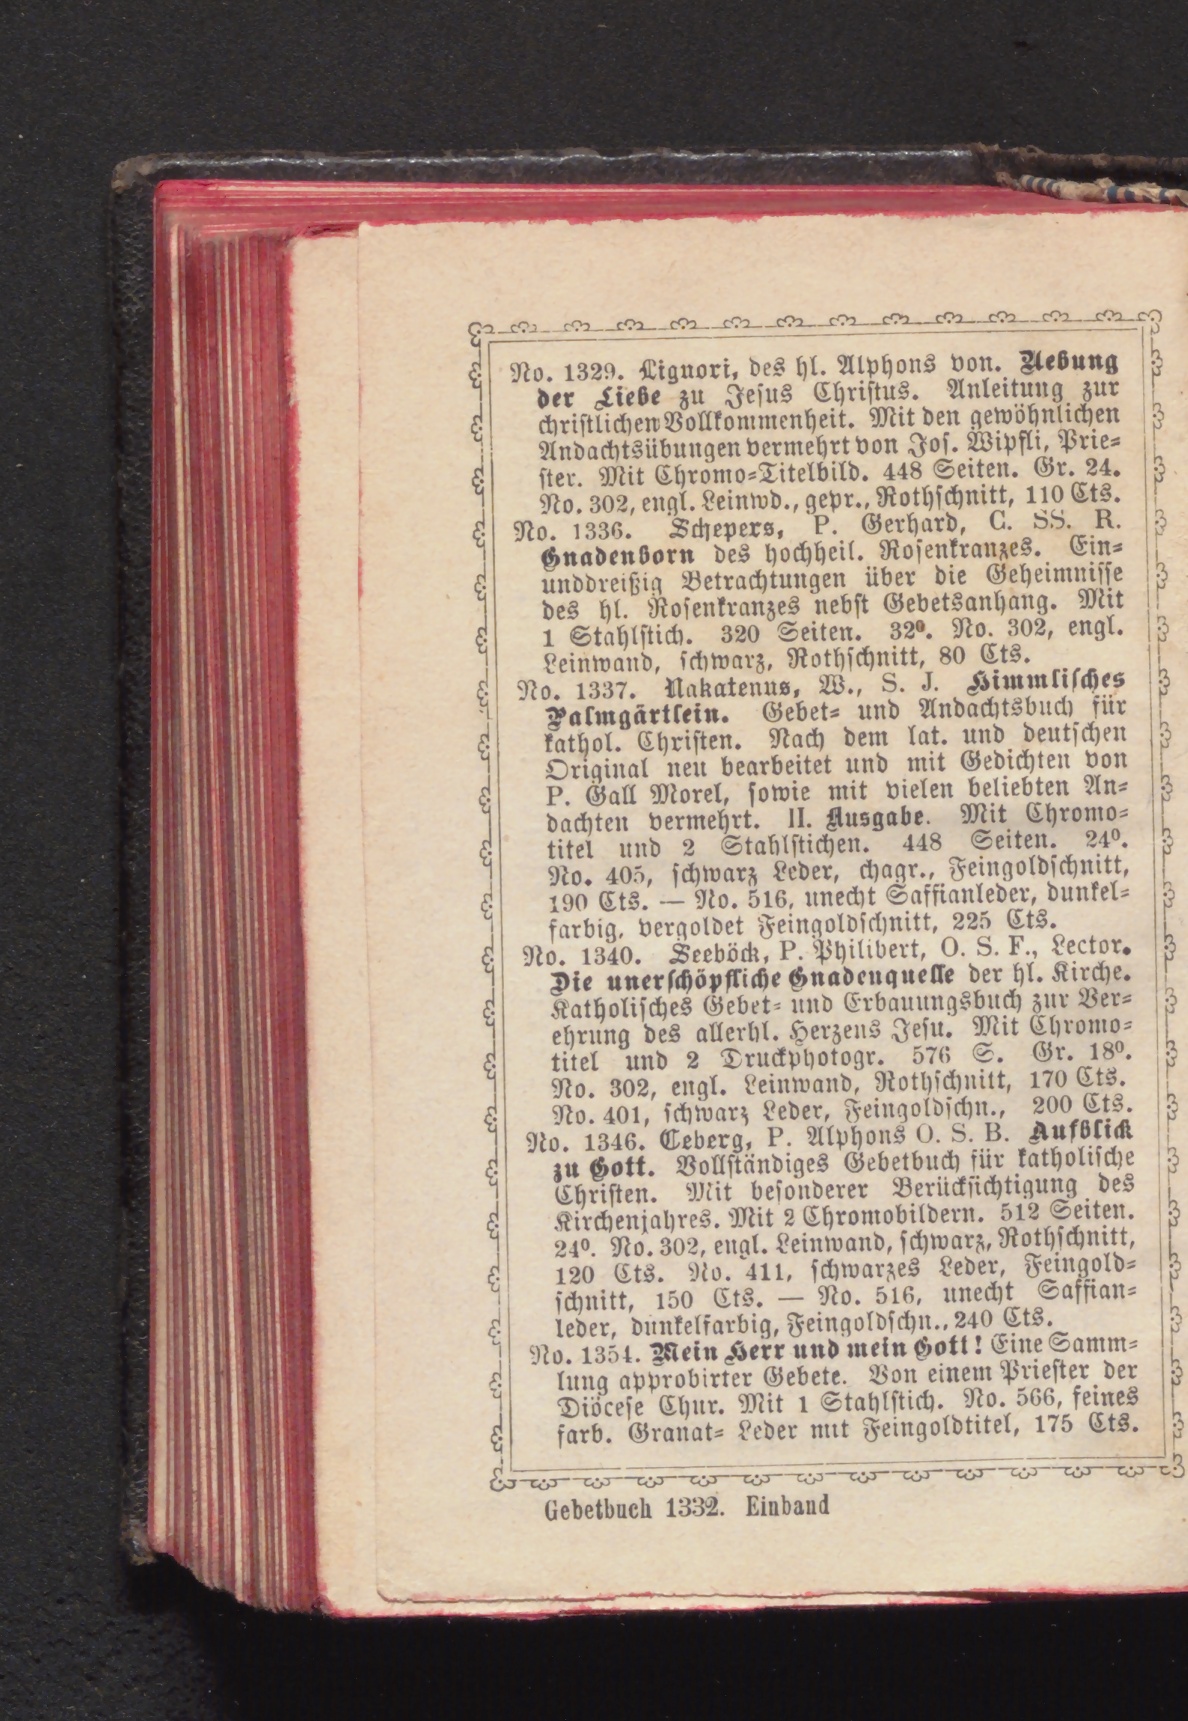 No. 1329. Liguori, des hl. Alphons von. Uebung
der Liebe zu Jesus Christus. Anleitung zur
christlichen Vollkommenheit. Mit den gewöhnlichen
Andachtsübungen vermehrt von Jos. Wipfli, Prie=
ster. Mit Chromo=Titelbild. 448 Seiten. Gr. 24.
No. 302, engl. Leinwd., gepr., Rothschnitt, 110 Cts.
No. 1336. Schepers, P. Gerhard, C. SS. R.
Gnadenborn des hochheil. Rosenkranzes. Ein=
unddreißig Betrachtungen über die Geheimnisse
des hl. Rosenkranzes nebst Gebetsanhang. Mit
1 Stahlstich. 320 Seiten. 32⁰. No. 302, engl.
Leinwand, schwarz, Rothschnitt, 80 Cts.
No. 1337. Nakatenus, W., S. J. Himmlisches
Palmgärtlein. Gebet= und Andachtsbuch für
kathol. Christen. Nach dem lat. und deutschen
Original neu bearbeitet und mit Gedichten von
P. Gall Morel, sowie mit vielen beliebten An=
dachten vermehrt. II. Ausgabe. Mit Chromo=
titel und 2 Stahlstichen. 448 Seiten. 24⁰.
No. 405, schwarz Leder, chagr., Feingoldschnitt,
190 Cts. — No. 516, unecht Saffianleder, dunkel=
farbig, vergoldet Feingoldschnitt, 225 Cts.
No. 1340. Seeböck, P. Philibert, O. S. F., Lector.
Die unerschöpfliche Gnadenquelle der hl. Kirche.
Katholisches Gebet= und Erbauungsbuch zur Ver=
ehrung des allerhl. Herzens Jesu. Mit Chromo=
titel und 2 Druckphotogr. 576 S. Gr. 18⁰.
No. 302, engl. Leinwand, Rothschnitt, 170 Cts.
No. 401, schwarz Leder, Feingoldschn., 200 Cts.
No. 1346. Ceberg, P. Alphons O. S. B. Aufblick
zu Gott. Vollständiges Gebetbuch für katholische
Christen. Mit besonderer Berücksichtigung des
Kirchenjahres. Mit 2 Chromobildern. 512 Seiten.
24⁰. No. 302, engl. Leinwand, schwarz, Rothschnitt,
120 Cts. No. 411, schwarzes Leder, Feingold=
schnitt, 150 Cts. — No. 516, unecht Saffian=
leder, dunkelfarbig, Feingoldschn., 240 Cts.
No. 1354. Mein Herr und mein Gott! Eine Samm=
lung approbirter Gebete. Von einem Priester der
Diöcese Chur. Mit 1 Stahlstich. No. 566, feines
farb. Granat= Leder mit Feingoldtitel, 175 Cts.
Gebetbuch 1332. Einband